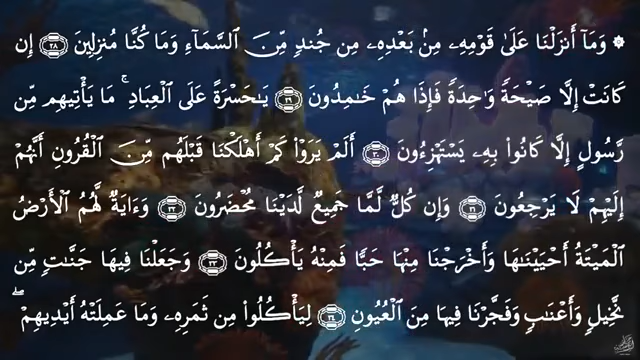 ۞ وَمَآ أَنزَلْنَا عَلَىٰ قَوْمِهِۦ مِنۢ بَعْدِهِۦ مِن جُندٍ مِّنَ ٱلسَّمَآءِ وَمَا كُنَّا مُنزِلِينَ ۝٢٨ إِن
كَانَتْ إِلَّا صَيْحَةً وَٰحِدَةً فَإِذَا هُمْ خَٰمِدُونَ ۝٢٩ يَٰحَسْرَةً عَلَى ٱلْعِبَادِ ۚ مَا يَأْتِيهِم مِّن
رَّسُولٍ إِلَّا كَانُوا۟ بِهِۦ يَسْتَهْزِءُونَ ۝٣٠ أَلَمْ يَرَوْا۟ كَمْ أَهْلَكْنَا قَبْلَهُم مِّنَ ٱلْقُرُونِ أَنَّهُمْ
إِلَيْهِمْ لَا يَرْجِعُونَ ۝٣١ وَإِن كُلٌّ لَّمَّا جَمِيعٌ لَّدَيْنَا مُحْضَرُونَ ۝٣٢ وَءَايَةٌ لَّهُمُ ٱلْأَرْضُ
ٱلْمَيْتَةُ أَحْيَيْنَٰهَا وَأَخْرَجْنَا مِنْهَا حَبًّا فَمِنْهُ يَأْكُلُونَ ۝٣٣ وَجَعَلْنَا فِيهَا جَنَّٰتٍ مِّن
نَّخِيلٍ وَأَعْنَٰبٍ وَفَجَّرْنَا فِيهَا مِنَ ٱلْعُيُونِ ۝٣٤ لِيَأْكُلُوا۟ مِن ثَمَرِهِۦ وَمَا عَمِلَتْهُ أَيْدِيهِمْ ۖ